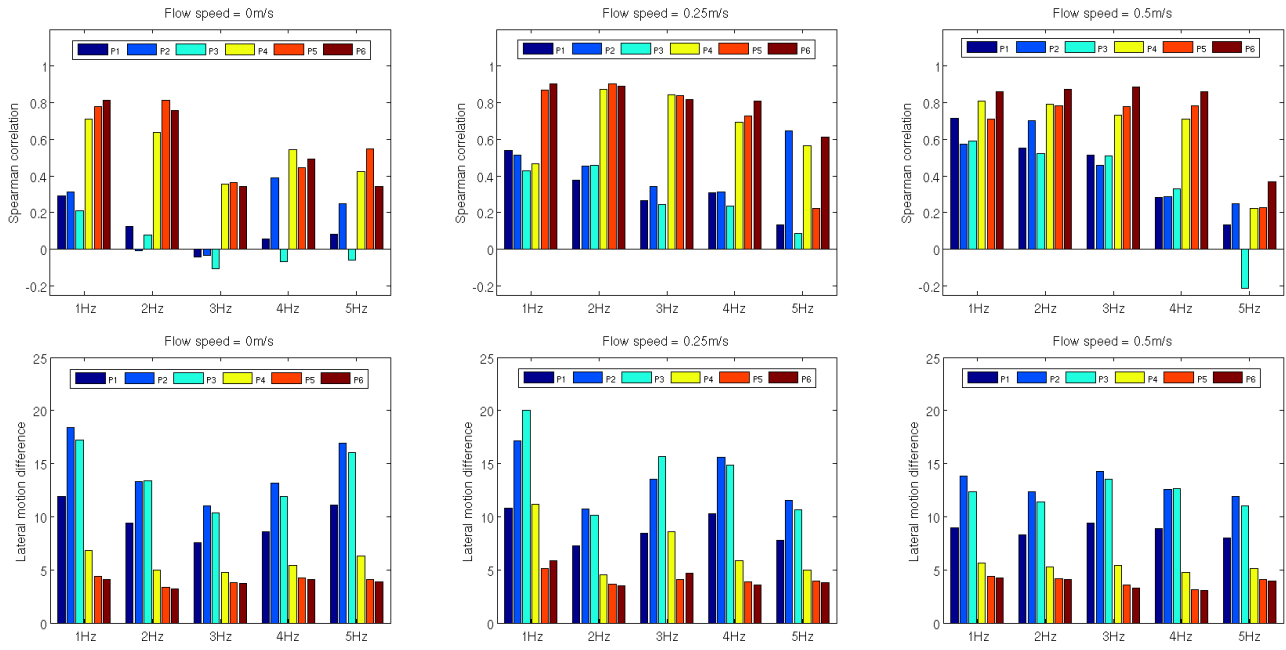 Flow speed = 0m/s
P1 P2 P3 P4 P5 P6
Spearman correlation
1
0.8
0.6
0.4
0.2
0
-0.2
1Hz 2Hz 3Hz 4Hz 5Hz
Flow speed = 0.25m/s
P1 P2 P3 P4 P5 P6
Spearman correlation
1
0.8
0.6
0.4
0.2
0
-0.2
1Hz 2Hz 3Hz 4Hz 5Hz
Flow speed = 0.5m/s
P1 P2 P3 P4 P5 P6
Spearman correlation
1
0.8
0.6
0.4
0.2
0
-0.2
1Hz 2Hz 3Hz 4Hz 5Hz
Flow speed = 0m/s
P1 P2 P3 P4 P5 P6
Lateral motion difference
25
20
15
10
5
0
1Hz 2Hz 3Hz 4Hz 5Hz
Flow speed = 0.25m/s
P1 P2 P3 P4 P5 P6
Lateral motion difference
25
20
15
10
5
0
1Hz 2Hz 3Hz 4Hz 5Hz
Flow speed = 0.5m/s
P1 P2 P3 P4 P5 P6
Lateral motion difference
25
20
15
10
5
0
1Hz 2Hz 3Hz 4Hz 5Hz